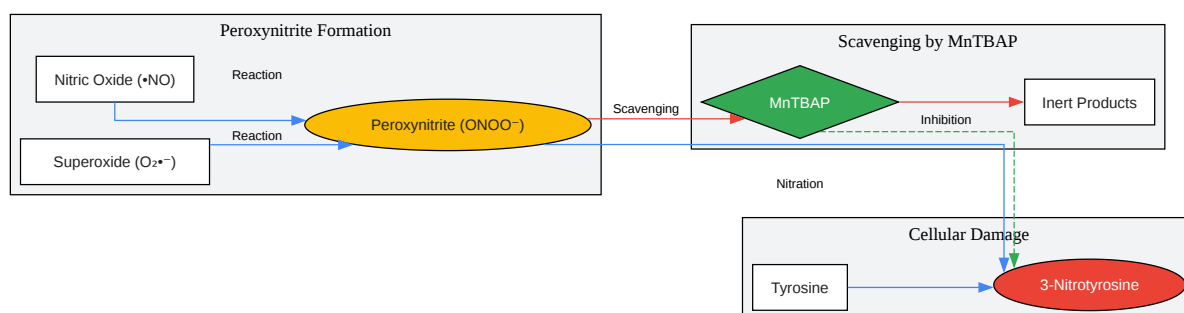 Peroxynitrite Formation
Nitric Oxide (•NO)
Reaction
Reaction
Superoxide (O₂•⁻)
Peroxynitrite (ONOO⁻)
Scavenging
Scavenging by MnTBAP
MnTBAP
Inert Products
Inhibition
Nitration
Cellular Damage
Tyrosine
3-Nitrotyrosine